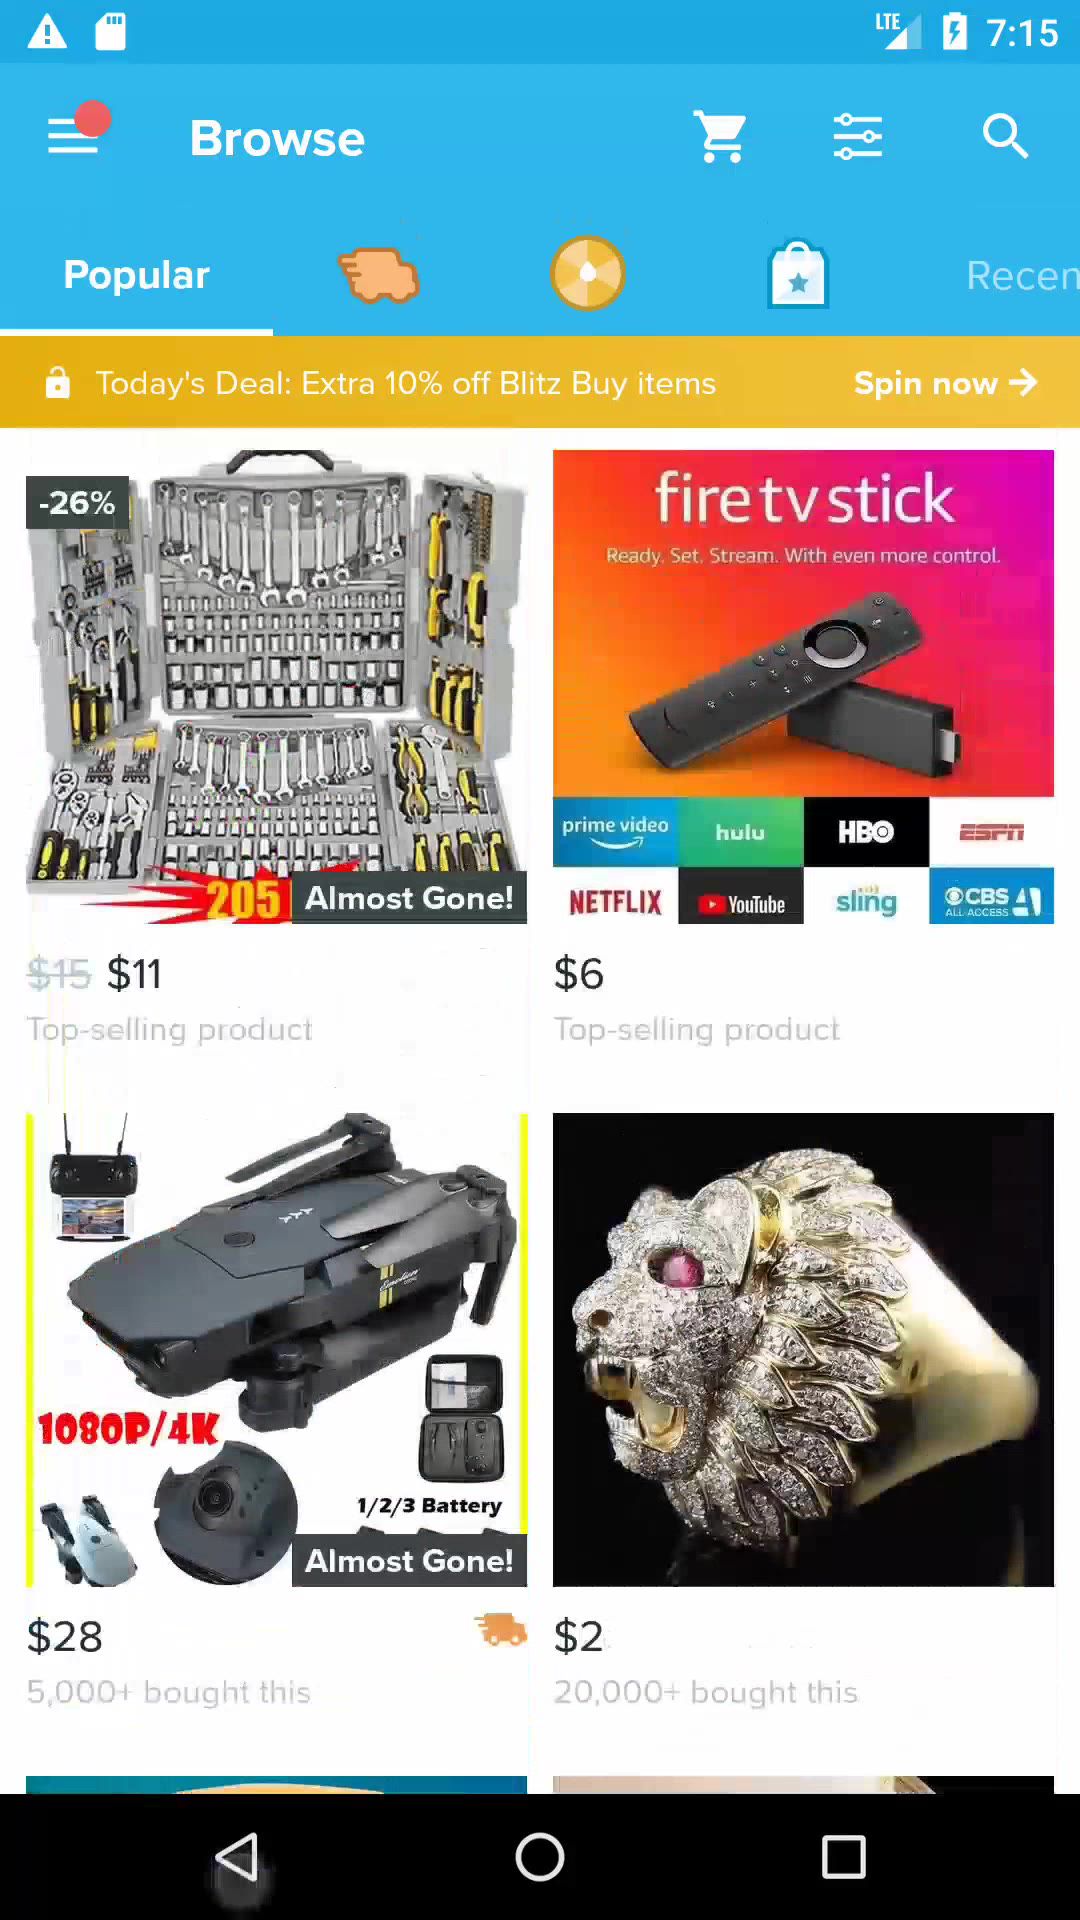 LTE 7:15
Browse
Popular Recen
Today's Deal: Extra 10% off Blitz Buy items Spin now →
-26%
205
Almost Gone!
$15 $11
Top-selling product
fire tv stick
Ready. Set. Stream. With even more control.
prime video hulu HBO ESPN
NETFLIX YouTube sling CBS ALL ACCESS
$6
Top-selling product
1080P/4K
1/2/3 Battery
Almost Gone!
$28
5,000+ bought this
$2
20,000+ bought this